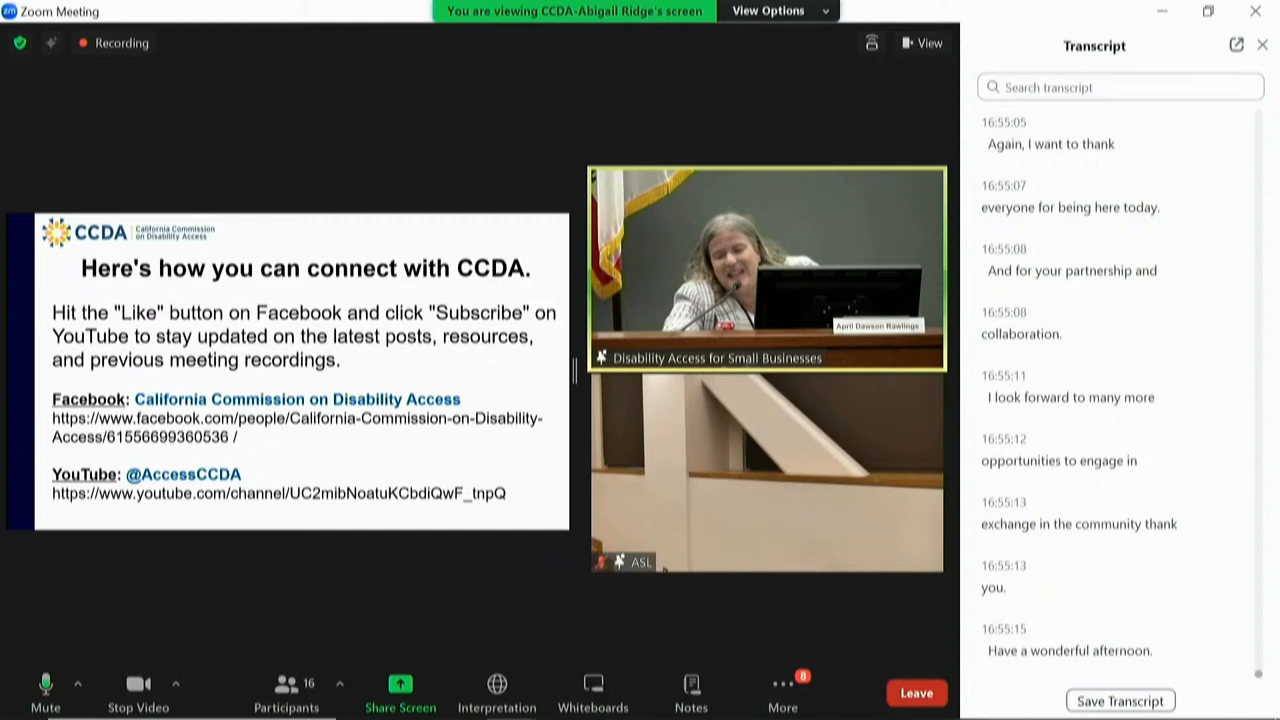 zm Zoom Meeting
You are viewing CCDA-Abigail Ridge's screen
View Options
Recording
View
CCDA California Commission
on Disability Access
Here's how you can connect with CCDA.
Hit the "Like" button on Facebook and click "Subscribe" on
YouTube to stay updated on the latest posts, resources,
and previous meeting recordings.
Facebook: California Commission on Disability Access
https://www.facebook.com/people/California-Commission-on-Disability-
Access/61556699360536 /
YouTube: @AccessCCDA
https://www.youtube.com/channel/UC2mibNoatuKCbdiQwF_tnpQ
April Dawson Rawlings
Disability Access for Small Businesses
ASL
Transcript
Search transcript
16:55:05
Again, I want to thank
16:55:07
everyone for being here today.
16:55:08
And for your partnership and
16:55:08
collaboration.
16:55:11
I look forward to many more
16:55:12
opportunities to engage in
16:55:13
exchange in the community thank
16:55:13
you.
16:55:15
Have a wonderful afternoon.
Save Transcript
Mute
Stop Video
16
Participants
Share Screen
Interpretation
Whiteboards
Notes
8
More
Leave